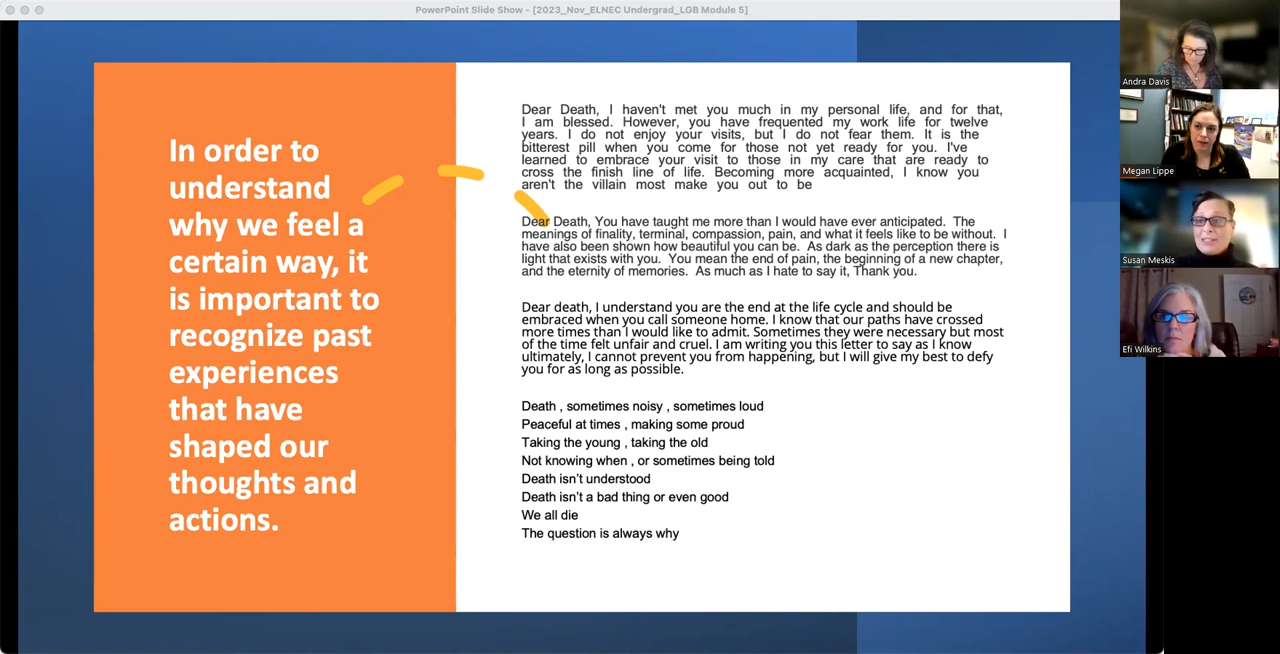 PowerPoint Slide Show - [2023_Nov_ELNEC Undergrad_LGB Module 5]
In order to
understand
why we feel a
certain way, it
is important to
recognize past
experiences
that have
shaped our
thoughts and
actions.
Dear Death, I haven't met you much in my personal life, and for that,
I am blessed. However, you have frequented my work life for twelve
years. I do not enjoy your visits, but I do not fear them. It is the
bitterest pill when you come for those not yet ready for you. I've
learned to embrace your visit to those in my care that are ready to
cross the finish line of life. Becoming more acquainted, I know you
aren't the villain most make you out to be
Dear Death, You have taught me more than I would have ever anticipated. The
meanings of finality, terminal, compassion, pain, and what it feels like to be without. I
have also been shown how beautiful you can be. As dark as the perception there is
light that exists with you. You mean the end of pain, the beginning of a new chapter,
and the eternity of memories. As much as I hate to say it, Thank you.
Dear death, I understand you are the end at the life cycle and should be
embraced when you call someone home. I know that our paths have crossed
more times than I would like to admit. Sometimes they were necessary but most
of the time felt unfair and cruel. I am writing you this letter to say as I know
ultimately, I cannot prevent you from happening, but I will give my best to defy
you for as long as possible.
Death , sometimes noisy , sometimes loud
Peaceful at times , making some proud
Taking the young , taking the old
Not knowing when , or sometimes being told
Death isn't understood
Death isn't a bad thing or even good
We all die
The question is always why
Andra Davis
Megan Lippe
Susan Meskis
Efi Wilkins